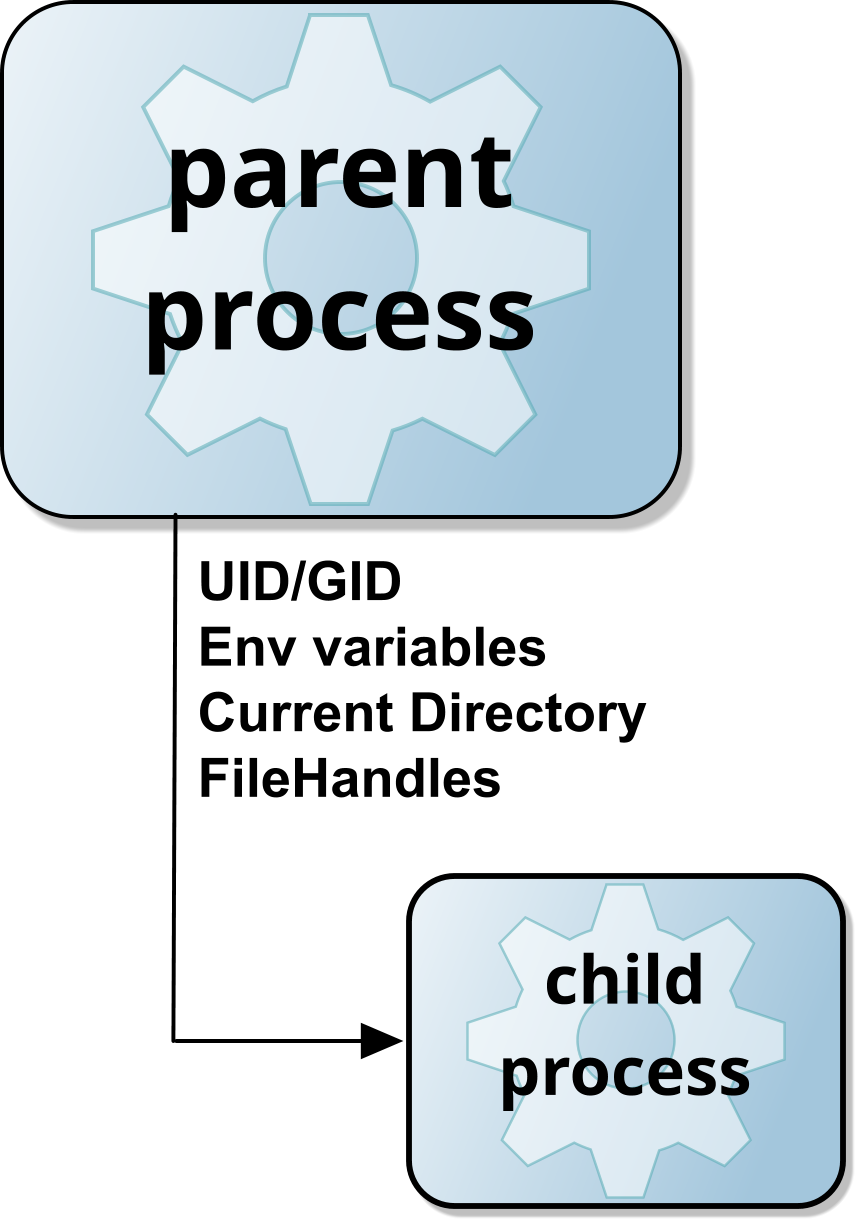 parent
process
UID/GID
Env variables
Current Directory
FileHandles
child
process